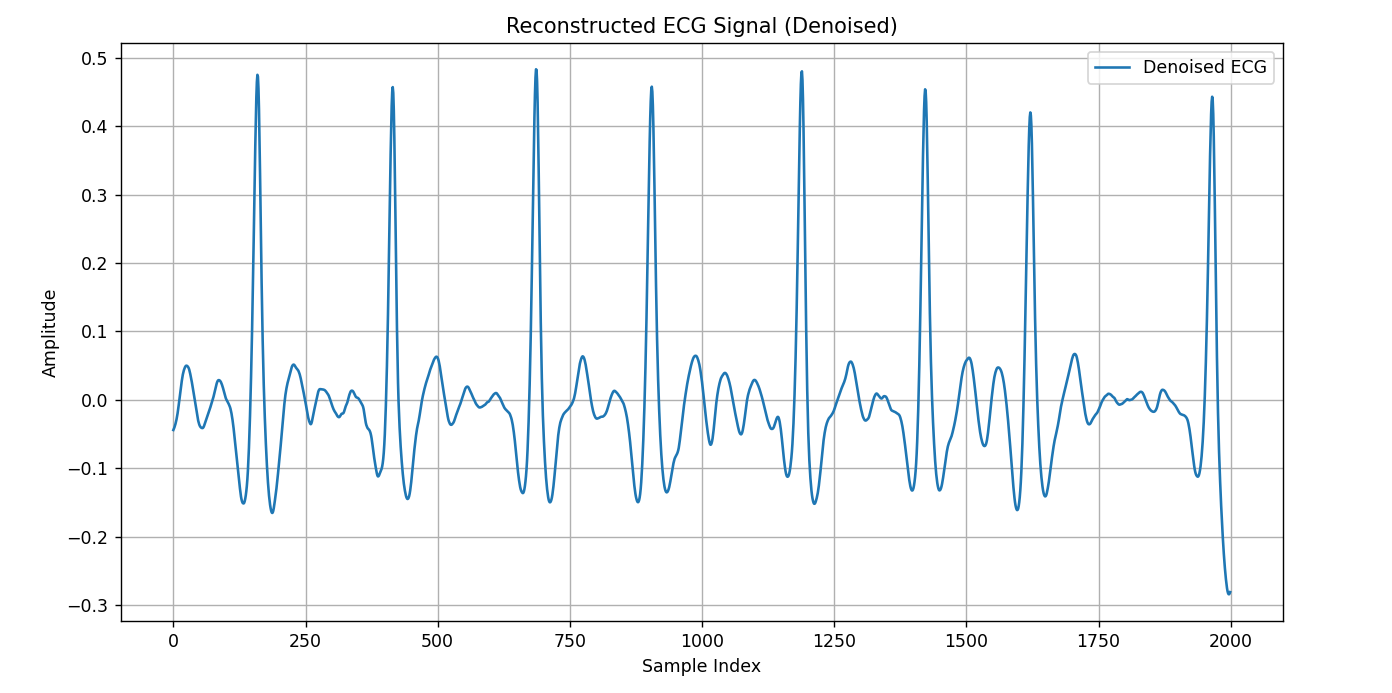 Reconstructed ECG Signal (Denoised)
Denoised ECG
0.5
0.4
0.3
0.2
0.1
0.0
−0.1
−0.2
−0.3
Amplitude
0 250 500 750 1000 1250 1500 1750 2000
Sample Index